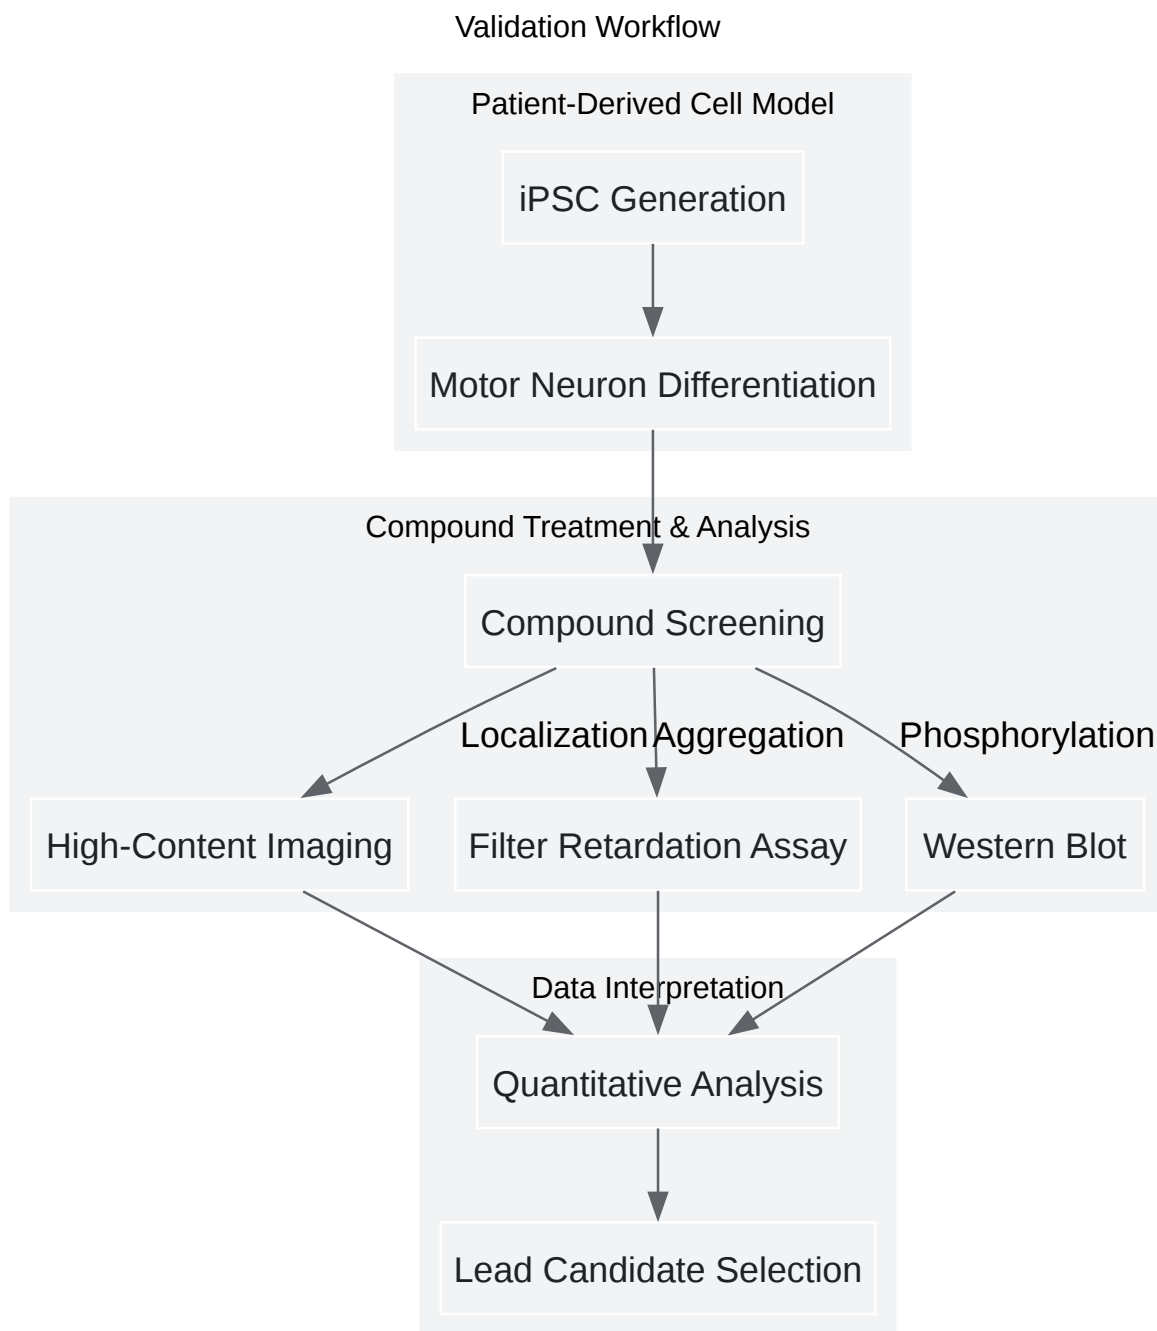 Validation Workflow
Patient-Derived Cell Model
iPSC Generation
Motor Neuron Differentiation
Compound Treatment & Analysis
Compound Screening
Localization
Aggregation
Phosphorylation
High-Content Imaging
Filter Retardation Assay
Western Blot
Data Interpretation
Quantitative Analysis
Lead Candidate Selection